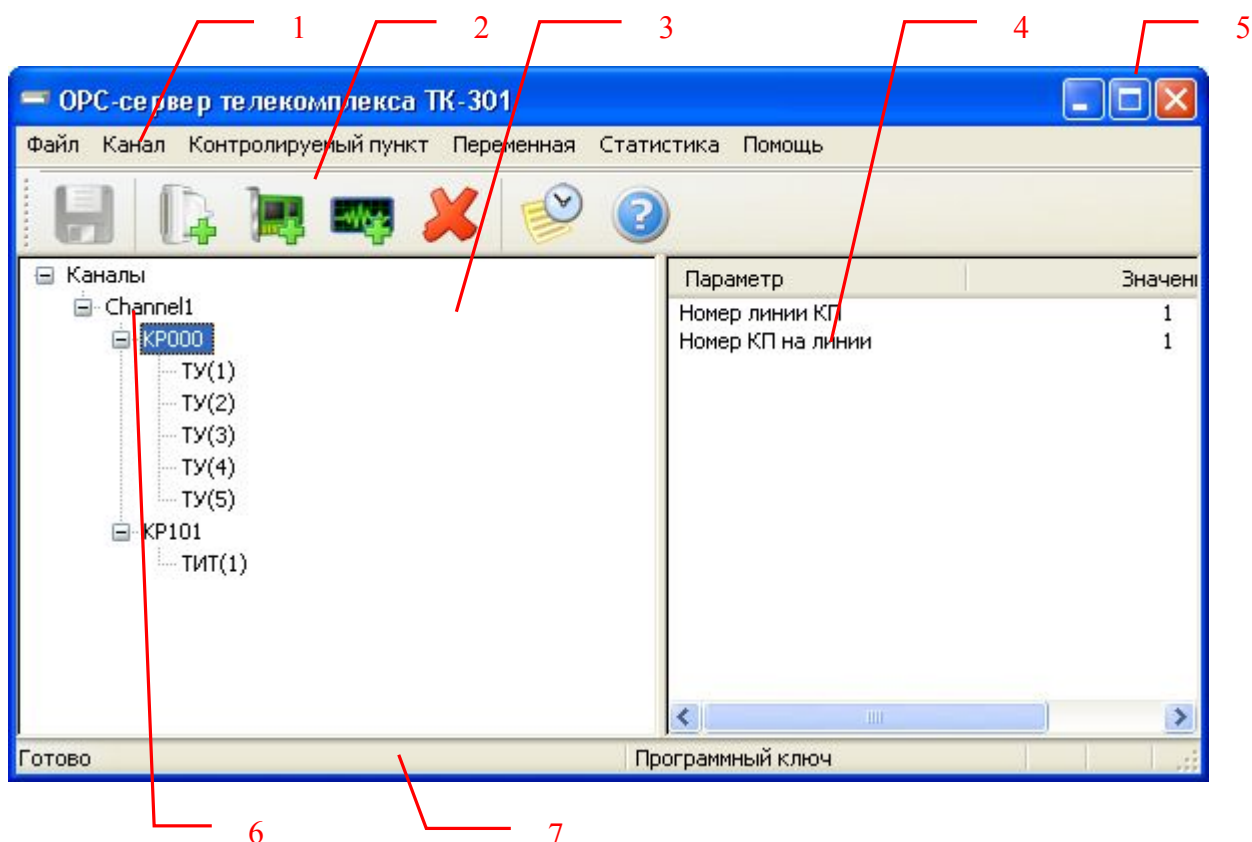 1 2 3 4 5
OPC-сервер телекомплекса ТК-301
Файл Канал Контролируемый пункт Переменная Статистика Помощь
Каналы
Channel1
KP000
ТУ(1)
ТУ(2)
ТУ(3)
ТУ(4)
ТУ(5)
KP101
ТИТ(1)
Параметр Значени
Номер линии КП 1
Номер КП на линии 1
Готово Программный ключ
6 7